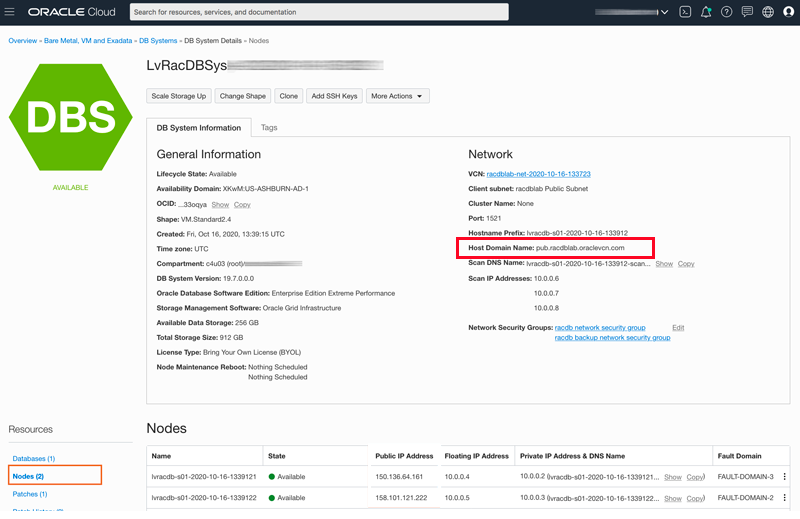 ORACLE Cloud
Search for resources, services, and documentation
Overview » Bare Metal, VM and Exadata » DB Systems » DB System Details » Nodes
DBS
AVAILABLE
LvRacDBSys
Scale Storage Up
Change Shape
Clone
Add SSH Keys
More Actions
DB System Information
Tags
General Information
Lifecycle State: Available
Availability Domain: XKwM:US-ASHBURN-AD-1
OCID: ...33oqya Show Copy
Shape: VM.Standard2.4
Created: Fri, Oct 16, 2020, 13:39:15 UTC
Time zone: UTC
Compartment: c4u03 (root)/
DB System Version: 19.7.0.0.0
Oracle Database Software Edition: Enterprise Edition Extreme Performance
Storage Management Software: Oracle Grid Infrastructure
Available Data Storage: 256 GB
Total Storage Size: 912 GB
License Type: Bring Your Own License (BYOL)
Node Maintenance Reboot: Nothing Scheduled
Nothing Scheduled
Network
VCN: racdblab-net-2020-10-16-133723
Client subnet: racdblab Public Subnet
Cluster Name: None
Port: 1521
Hostname Prefix: lvracdb-s01-2020-10-16-133912
Host Domain Name: pub.racdblab.oraclevcn.com
Scan DNS Name: lvracdb-s01-2020-10-16-133912-scan... Show Copy
Scan IP Addresses: 10.0.0.6
10.0.0.7
10.0.0.8
Network Security Groups: racdb network security group Edit
racdb backup network security group
Resources
Databases (1)
Nodes (2)
Patches (1)
Nodes
Name State Public IP Address Floating IP Address Private IP Address & DNS Name Fault Domain
lvracdb-s01-2020-10-16-1339121 Available 150.136.64.161 10.0.0.4 10.0.0.2 (lvracdb-s01-2020-10-16-1339121... Show Copy) FAULT-DOMAIN-3
lvracdb-s01-2020-10-16-1339122 Available 158.101.121.222 10.0.0.5 10.0.0.3 (lvracdb-s01-2020-10-16-1339122... Show Copy) FAULT-DOMAIN-2